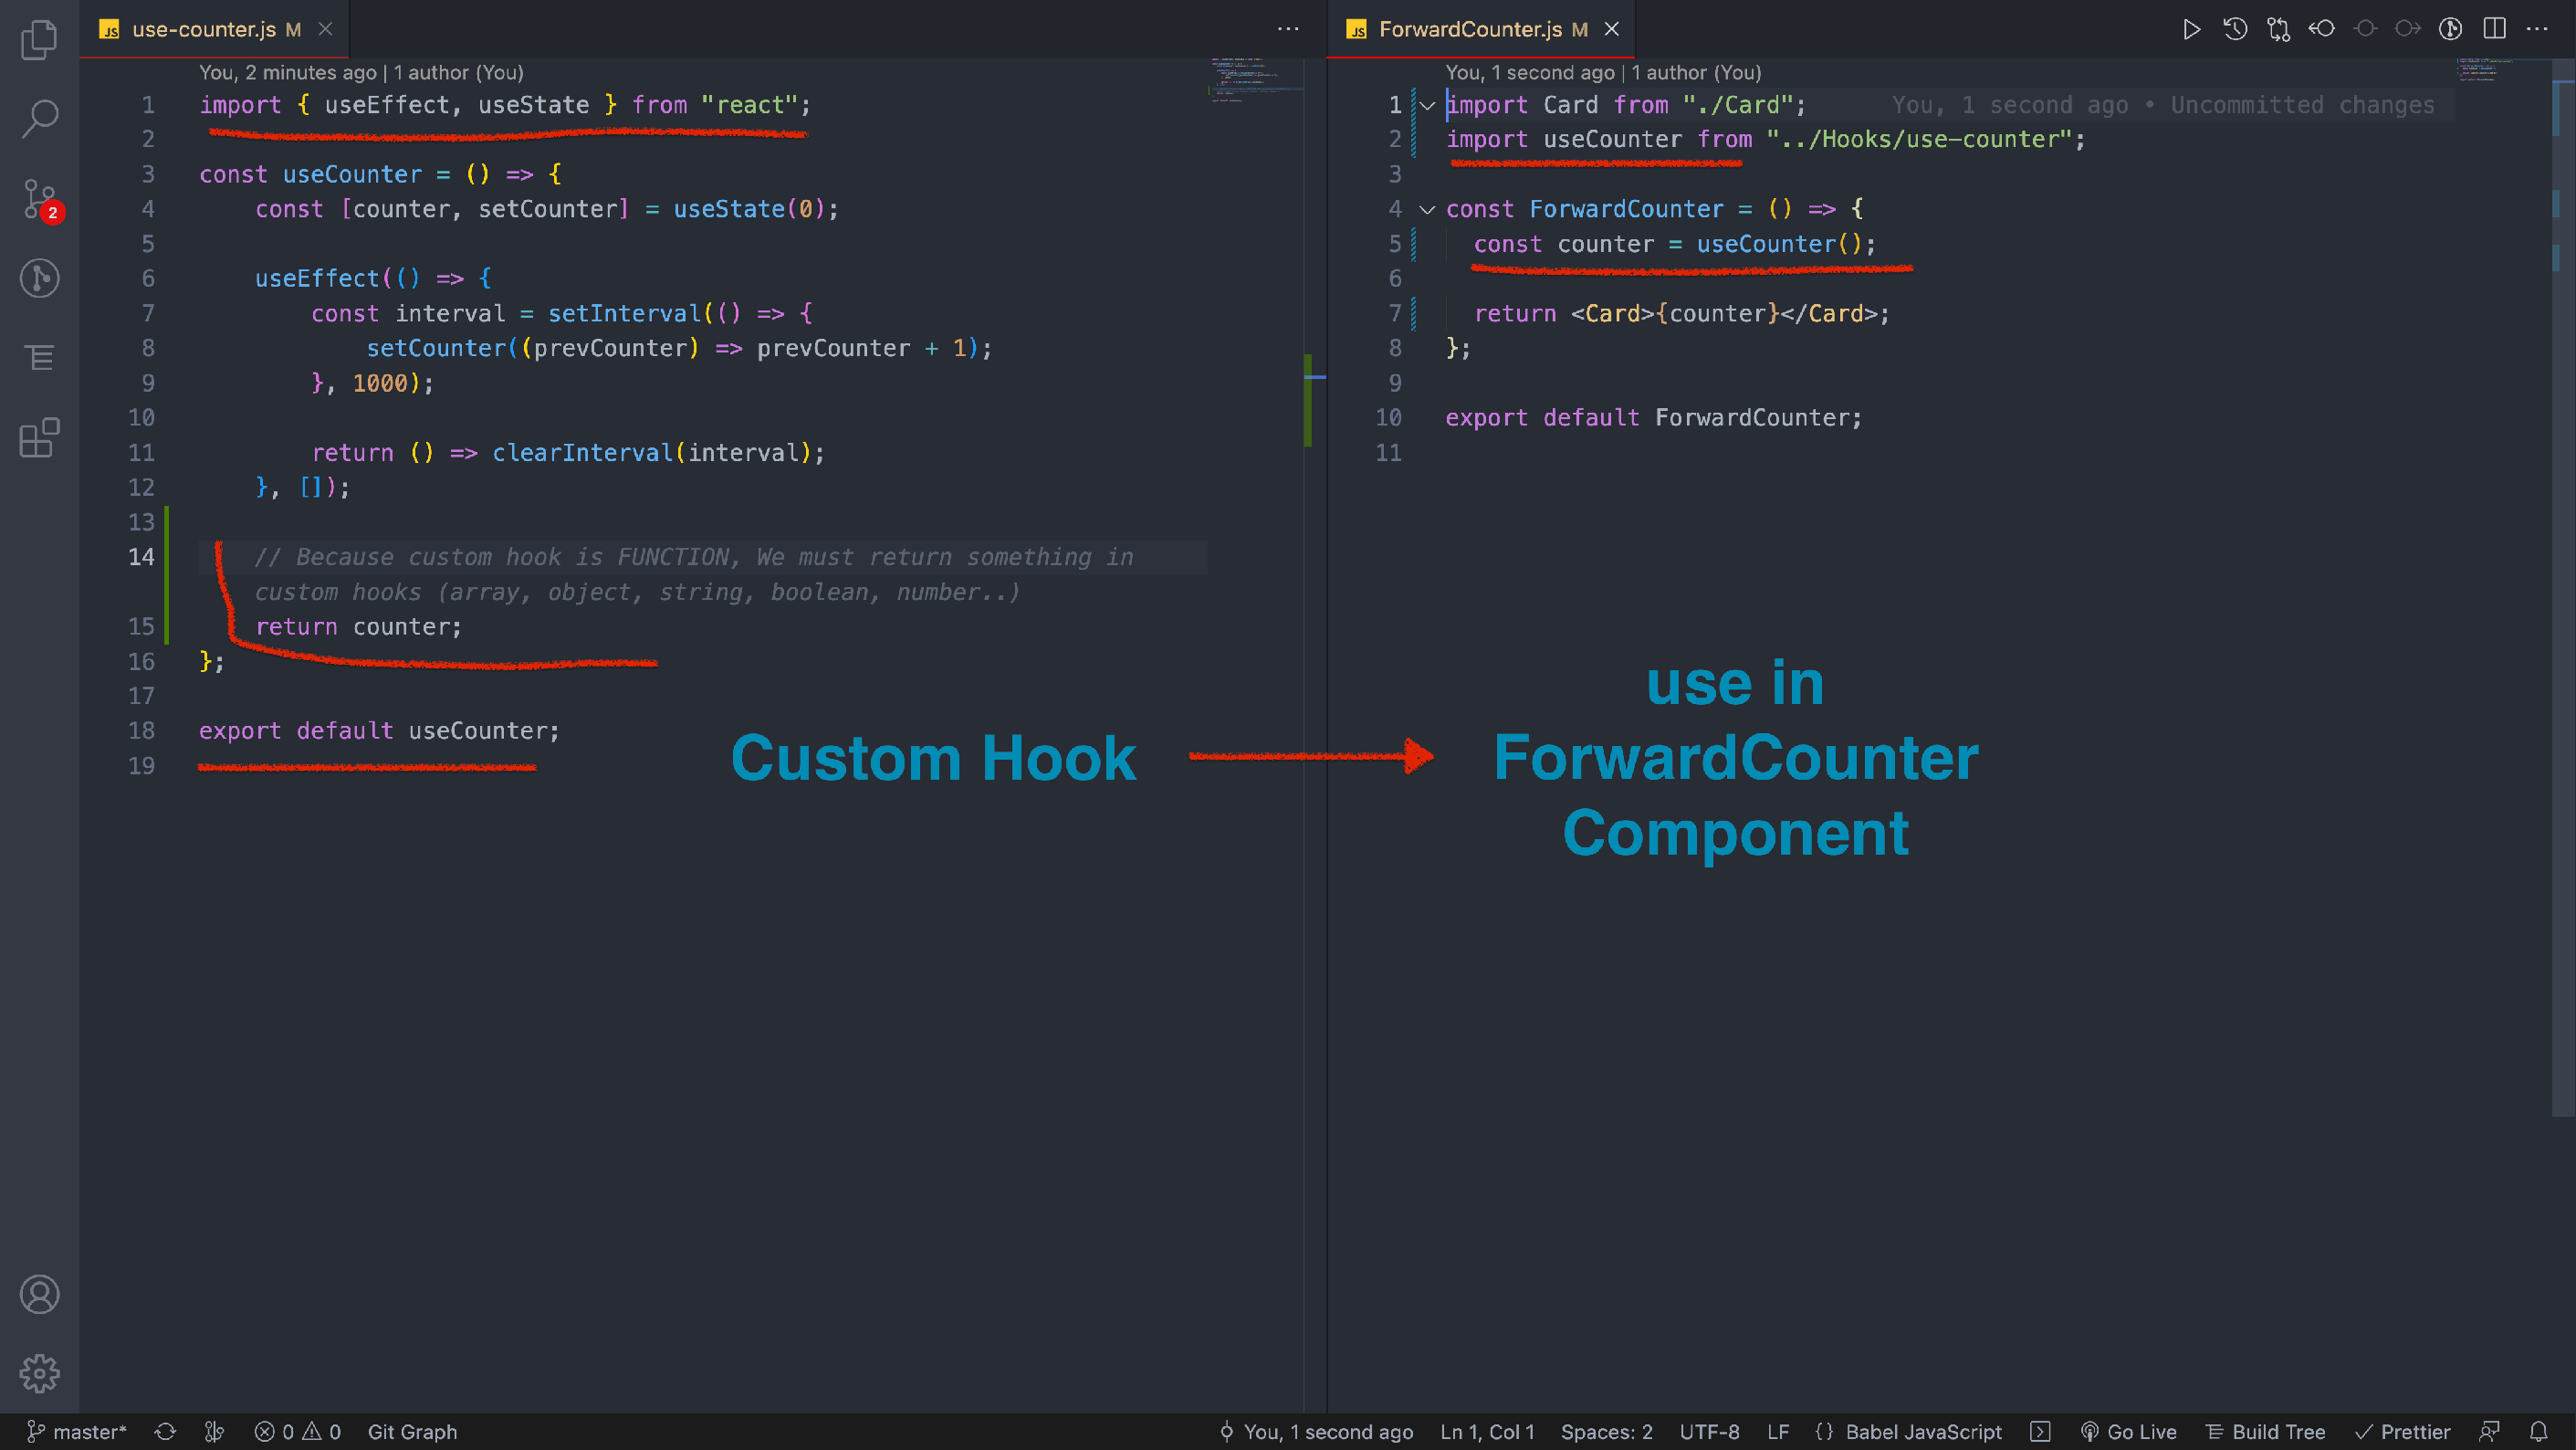 use-counter.js M
You, 2 minutes ago | 1 author (You)
1 import { useEffect, useState } from "react";
2
3 const useCounter = () => {
4 const [counter, setCounter] = useState(0);
5
6 useEffect(() => {
7 const interval = setInterval(() => {
8 setCounter((prevCounter) => prevCounter + 1);
9 }, 1000);
10
11 return () => clearInterval(interval);
12 }, []);
13
14 // Because custom hook is FUNCTION, We must return something in
custom hooks (array, object, string, boolean, number..)
15 return counter;
16 };
17
18 export default useCounter;
19
Custom Hook
JS ForwardCounter.js M
You, 1 second ago | 1 author (You)
1 import Card from "./Card"; You, 1 second ago • Uncommitted changes
2 import useCounter from "../Hooks/use-counter";
3
4 const ForwardCounter = () => {
5 const counter = useCounter();
6
7 return <Card>{counter}</Card>;
8 };
9
10 export default ForwardCounter;
11
use in
ForwardCounter
Component
2
master* 0 0 Git Graph You, 1 second ago Ln 1, Col 1 Spaces: 2 UTF-8 LF {} Babel JavaScript Go Live Build Tree Prettier